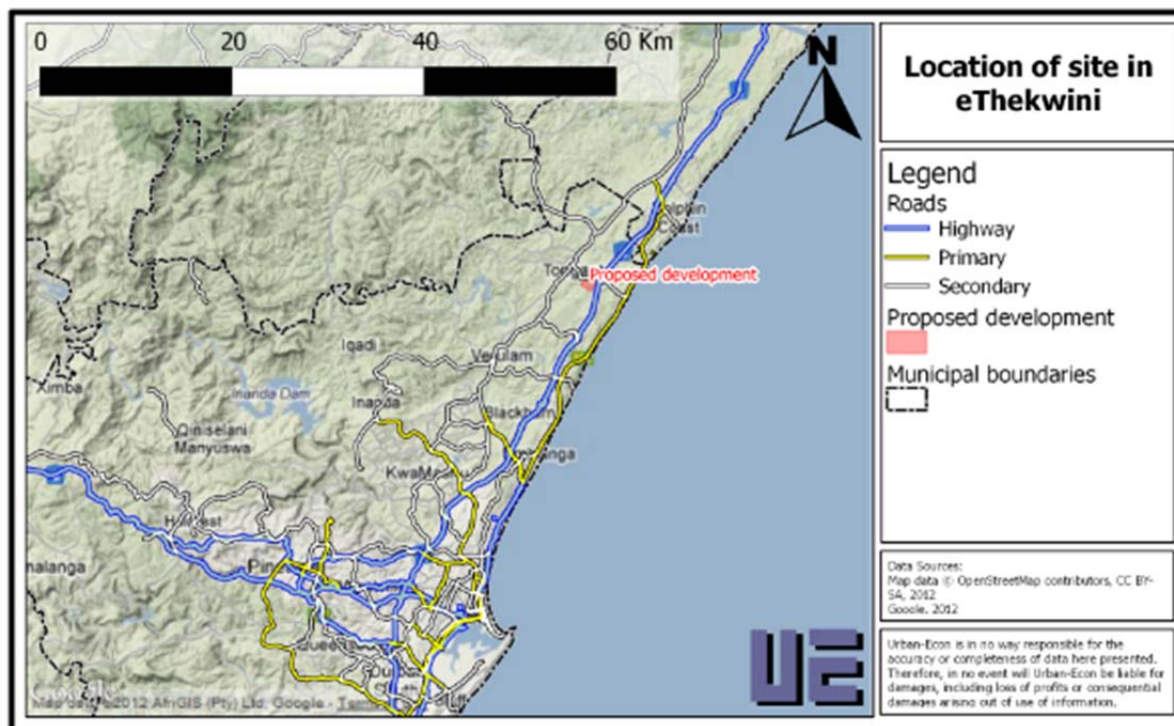 0 20 40 60 Km
N
Coast
Proposed development
Iqadi
Verulam
Ximba
Inanda Dam
Inanda
Qiniselani
Manyuswa
Google
Map data ©2012 AfriGIS (Pty) Ltd, Google -
UE
Location of site in
eThekwini
Legend
Roads
Highway
Primary
Secondary
Proposed development
Municipal boundaries
Data Sources:
Map data © OpenStreetMap contributors, CC BY-
SA, 2012
Google, 2012
Urban-Econ is in no way responsible for the
accuracy or completeness of data here presented.
Therefore, in no event will Urban-Econ be liable for
damages, including loss of profits or consequential
damages arising out of use of information.